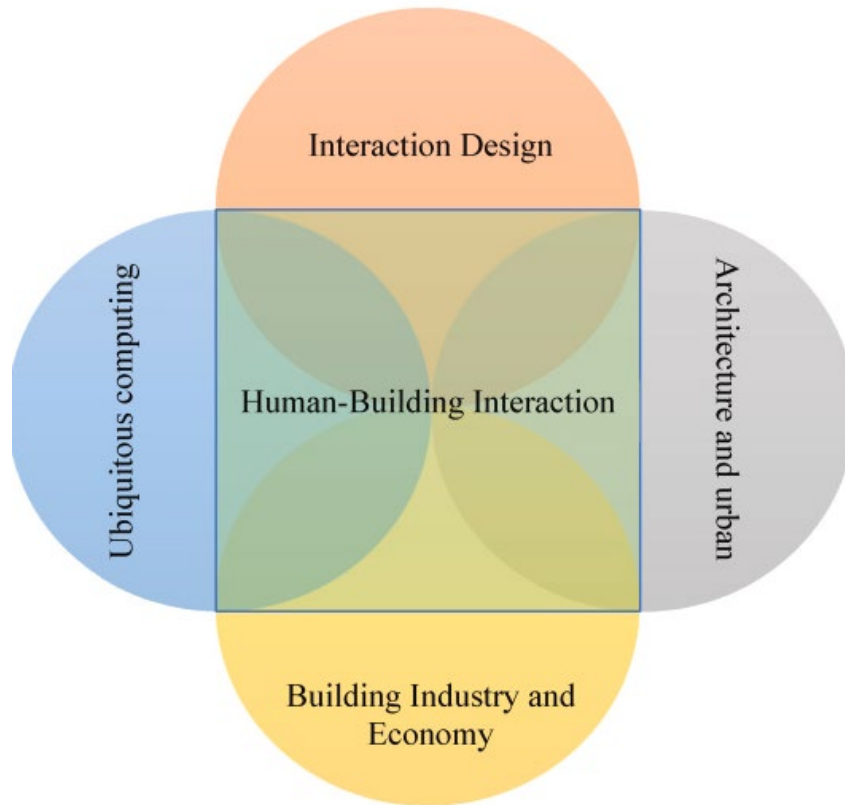 Interaction Design
Ubiquitous computing
Human-Building Interaction
Architecture and urban
Building Industry and
Economy